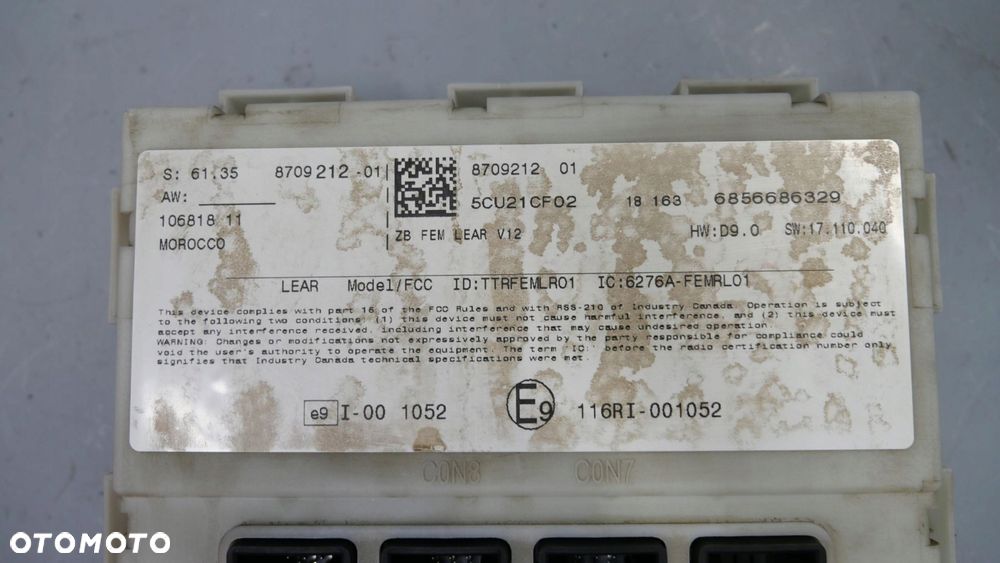 S: 61.35 8709212-01
AW:
106818 11
MOROCCO
8709212 01
5CU21CF02 18 163 6856686329
ZB FEM LEAR V12 HW:D9.0 SW:17.110.040
LEAR Model/FCC ID:TTRFEMLR01 IC:6276A-FEMRL01
This device complies with part 15 of the FCC Rules and with RSS-210 of Industry Canada. Operation is subject
to the following two conditions: (1) this device must not cause harmful interference, and (2) this device must
accept any interference received, including interference that may cause undesired operation.
WARNING: Changes or modifications not expressively approved by the party responsible for compliance could
void the user's authority to operate the equipment. The term "IC:" before the radio certification number only
signifies that Industry Canada technical specifications were met.
e9 I-00 1052 E9 116RI-001052
CON8 CON7
OTOMOTO